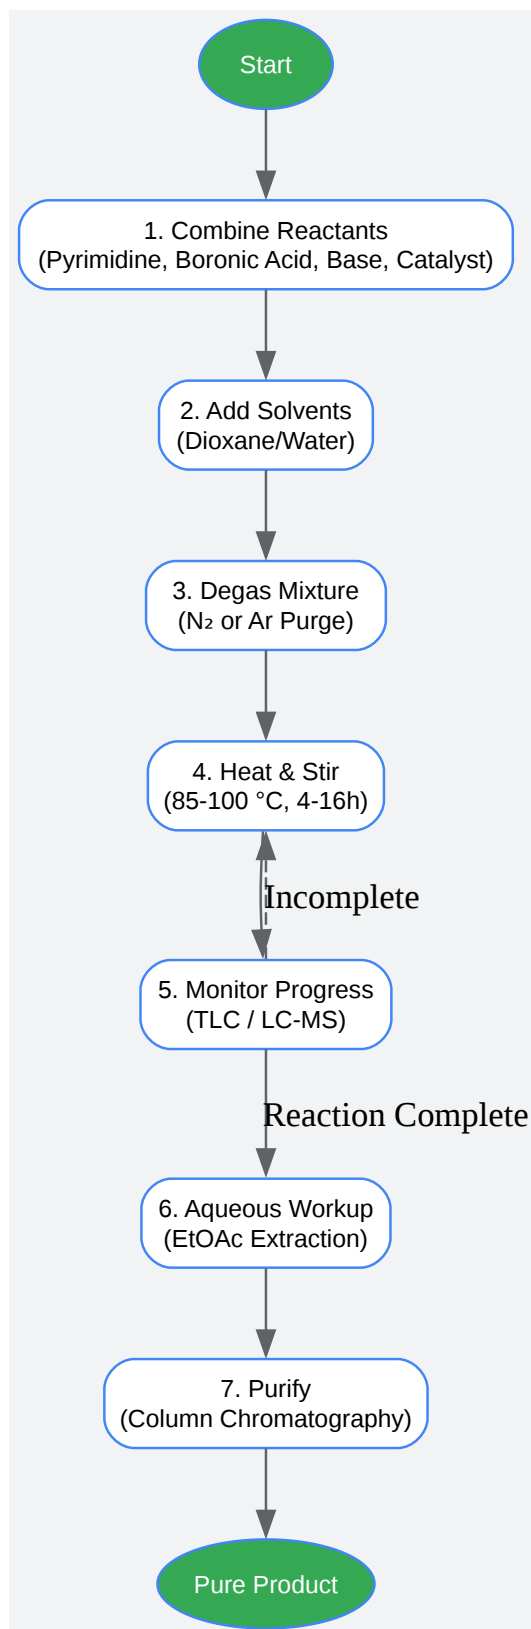 Start
1. Combine Reactants
(Pyrimidine, Boronic Acid, Base, Catalyst)
2. Add Solvents
(Dioxane/Water)
3. Degas Mixture
(N₂ or Ar Purge)
4. Heat & Stir
(85-100 °C, 4-16h)
Incomplete
5. Monitor Progress
(TLC / LC-MS)
Reaction Complete
6. Aqueous Workup
(EtOAc Extraction)
7. Purify
(Column Chromatography)
Pure Product